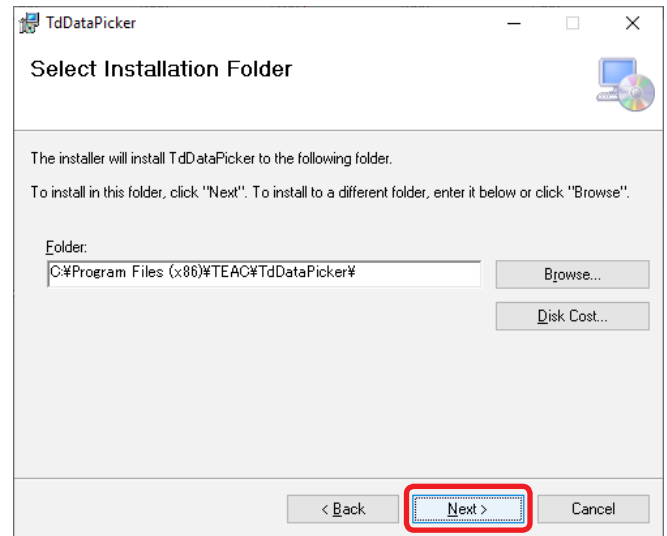 TdDataPicker
Select Installation Folder
The installer will install TdDataPicker to the following folder.
To install in this folder, click "Next". To install to a different folder, enter it below or click "Browse".
Folder:
C:¥Program Files (x86)¥TEAC¥TdDataPicker¥
Browse...
Disk Cost...
< Back
Next >
Cancel